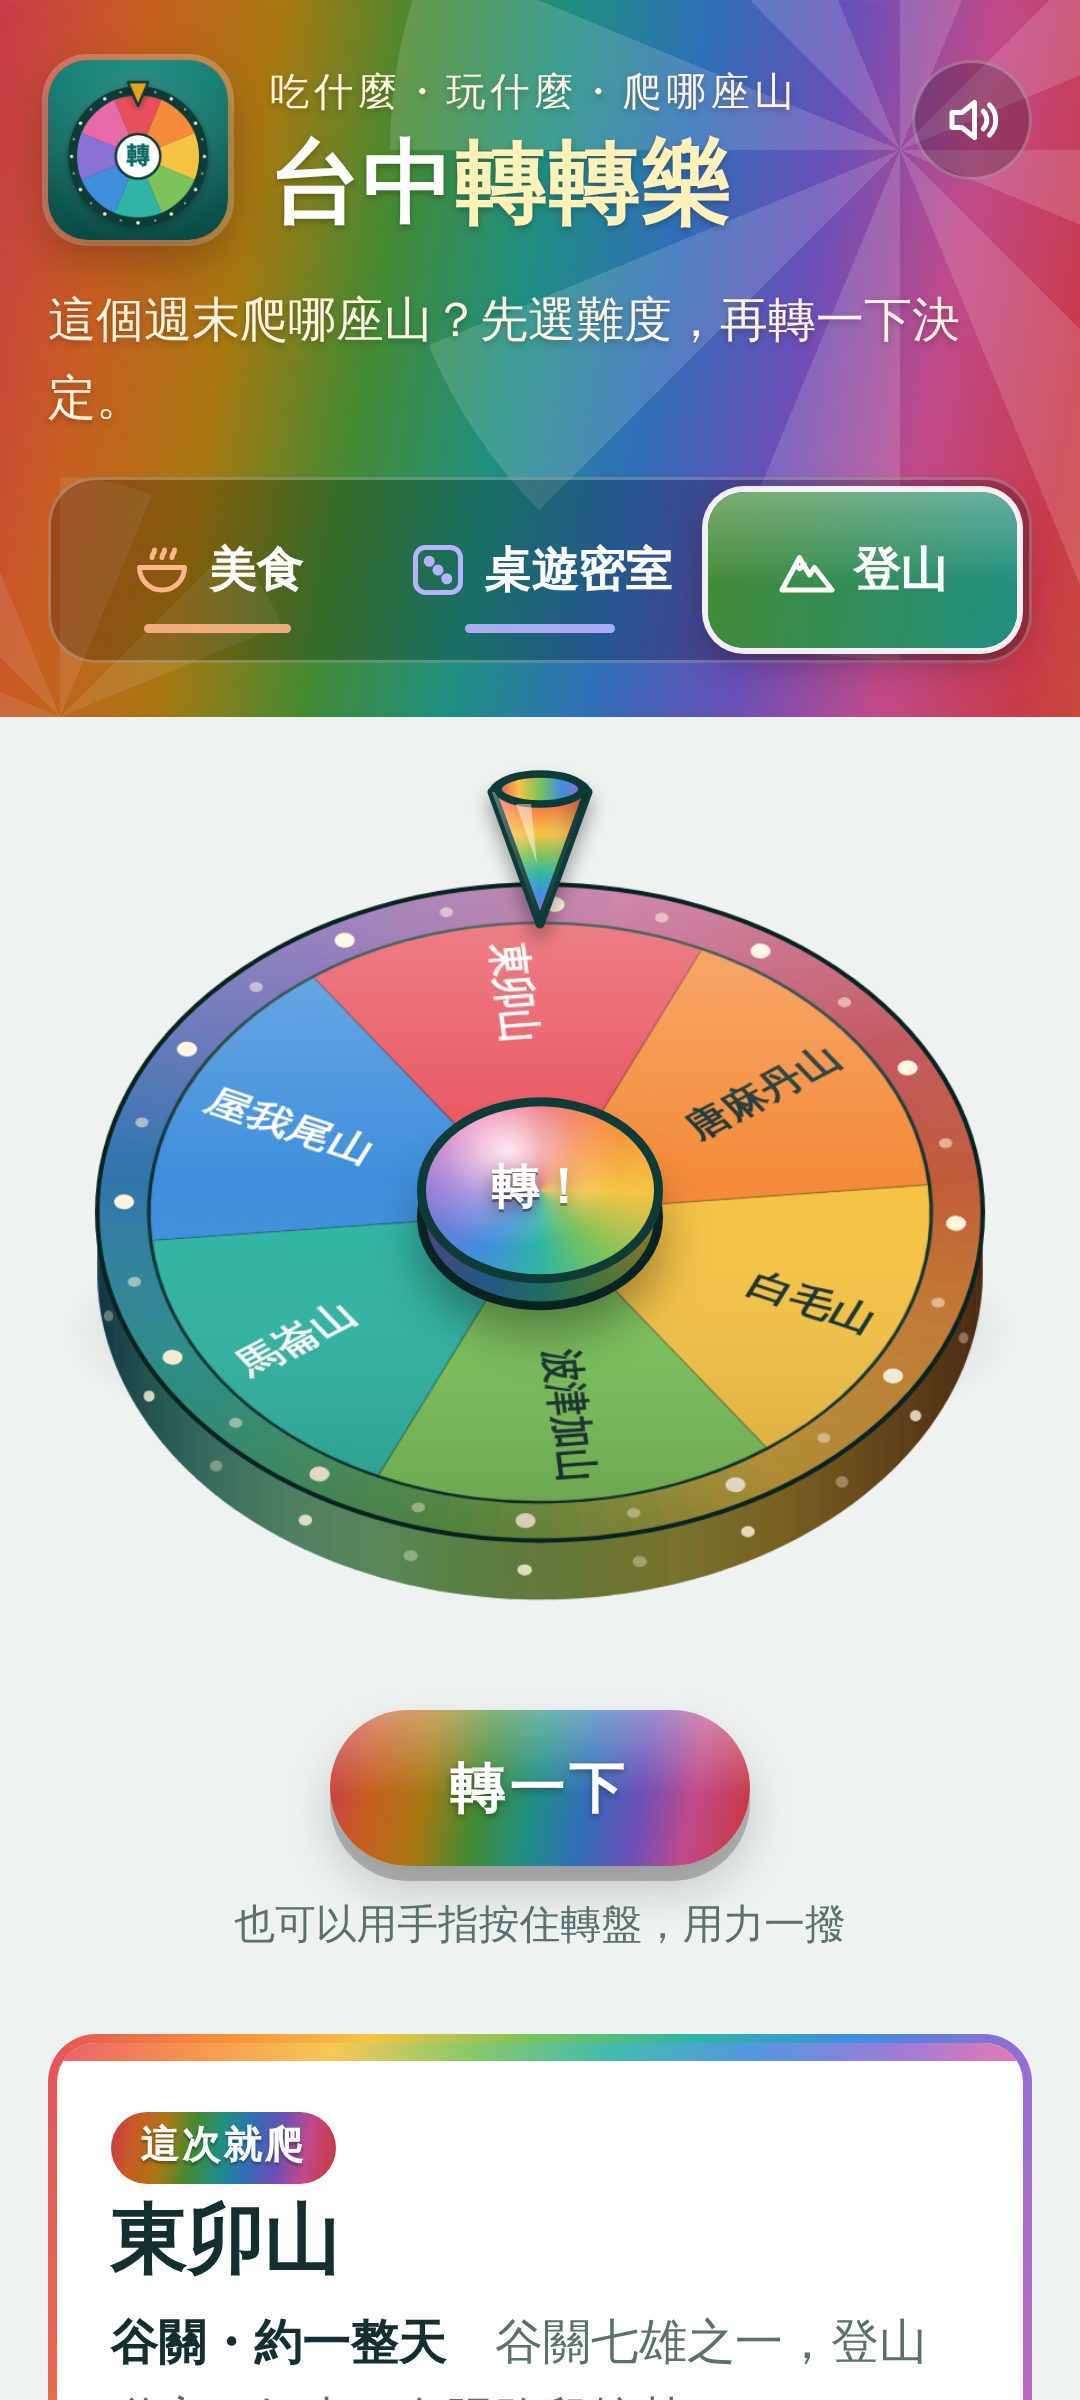 吃什麼・玩什麼・爬哪座山
台中轉轉樂
轉
這個週末爬哪座山？先選難度，再轉一下決
定。
美食
桌遊密室
登山
東卯山
唐麻丹山
屋我尾山
轉！
白毛山
馬崙山
波津加山
轉一下
也可以用手指按住轉盤，用力一撥
這次就爬
東卯山
谷關・約一整天 谷關七雄之一，登山